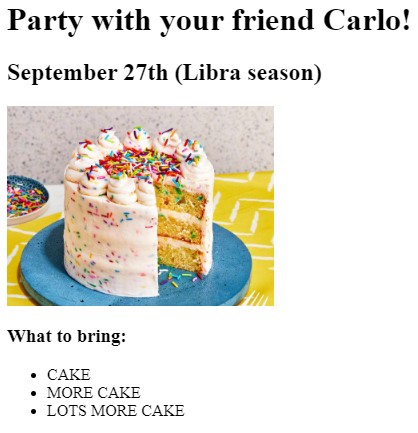 Party with your friend Carlo!
September 27th (Libra season)
What to bring:
CAKE
MORE CAKE
LOTS MORE CAKE